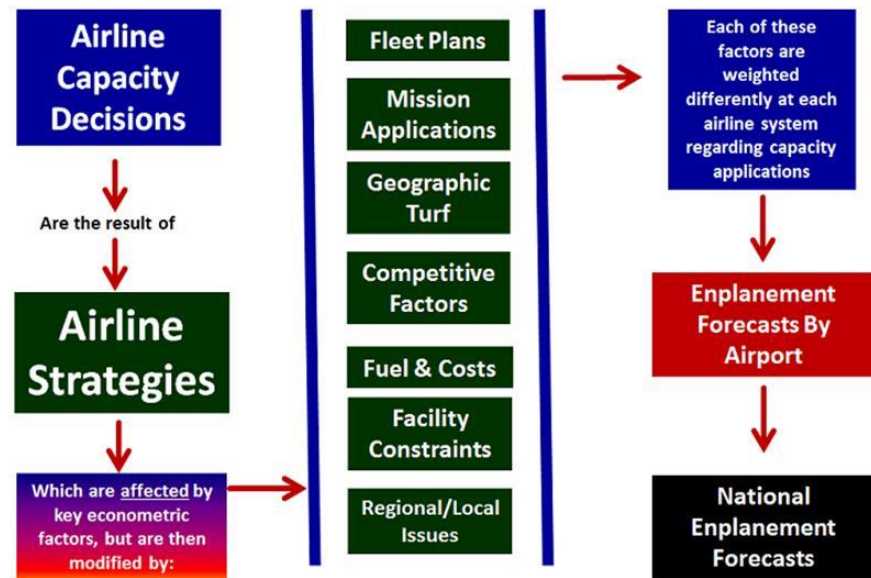 Airline
Capacity
Decisions
Are the result of
Airline
Strategies
Which are affected by
key econometric
factors, but are then
modified by:
Fleet Plans
Mission
Applications
Geographic
Turf
Competitive
Factors
Fuel & Costs
Facility
Constraints
Regional/Local
Issues
Each of these
factors are
weighted
differently at each
airline system
regarding capacity
applications
Enplanement
Forecasts By
Airport
National
Enplanement
Forecasts